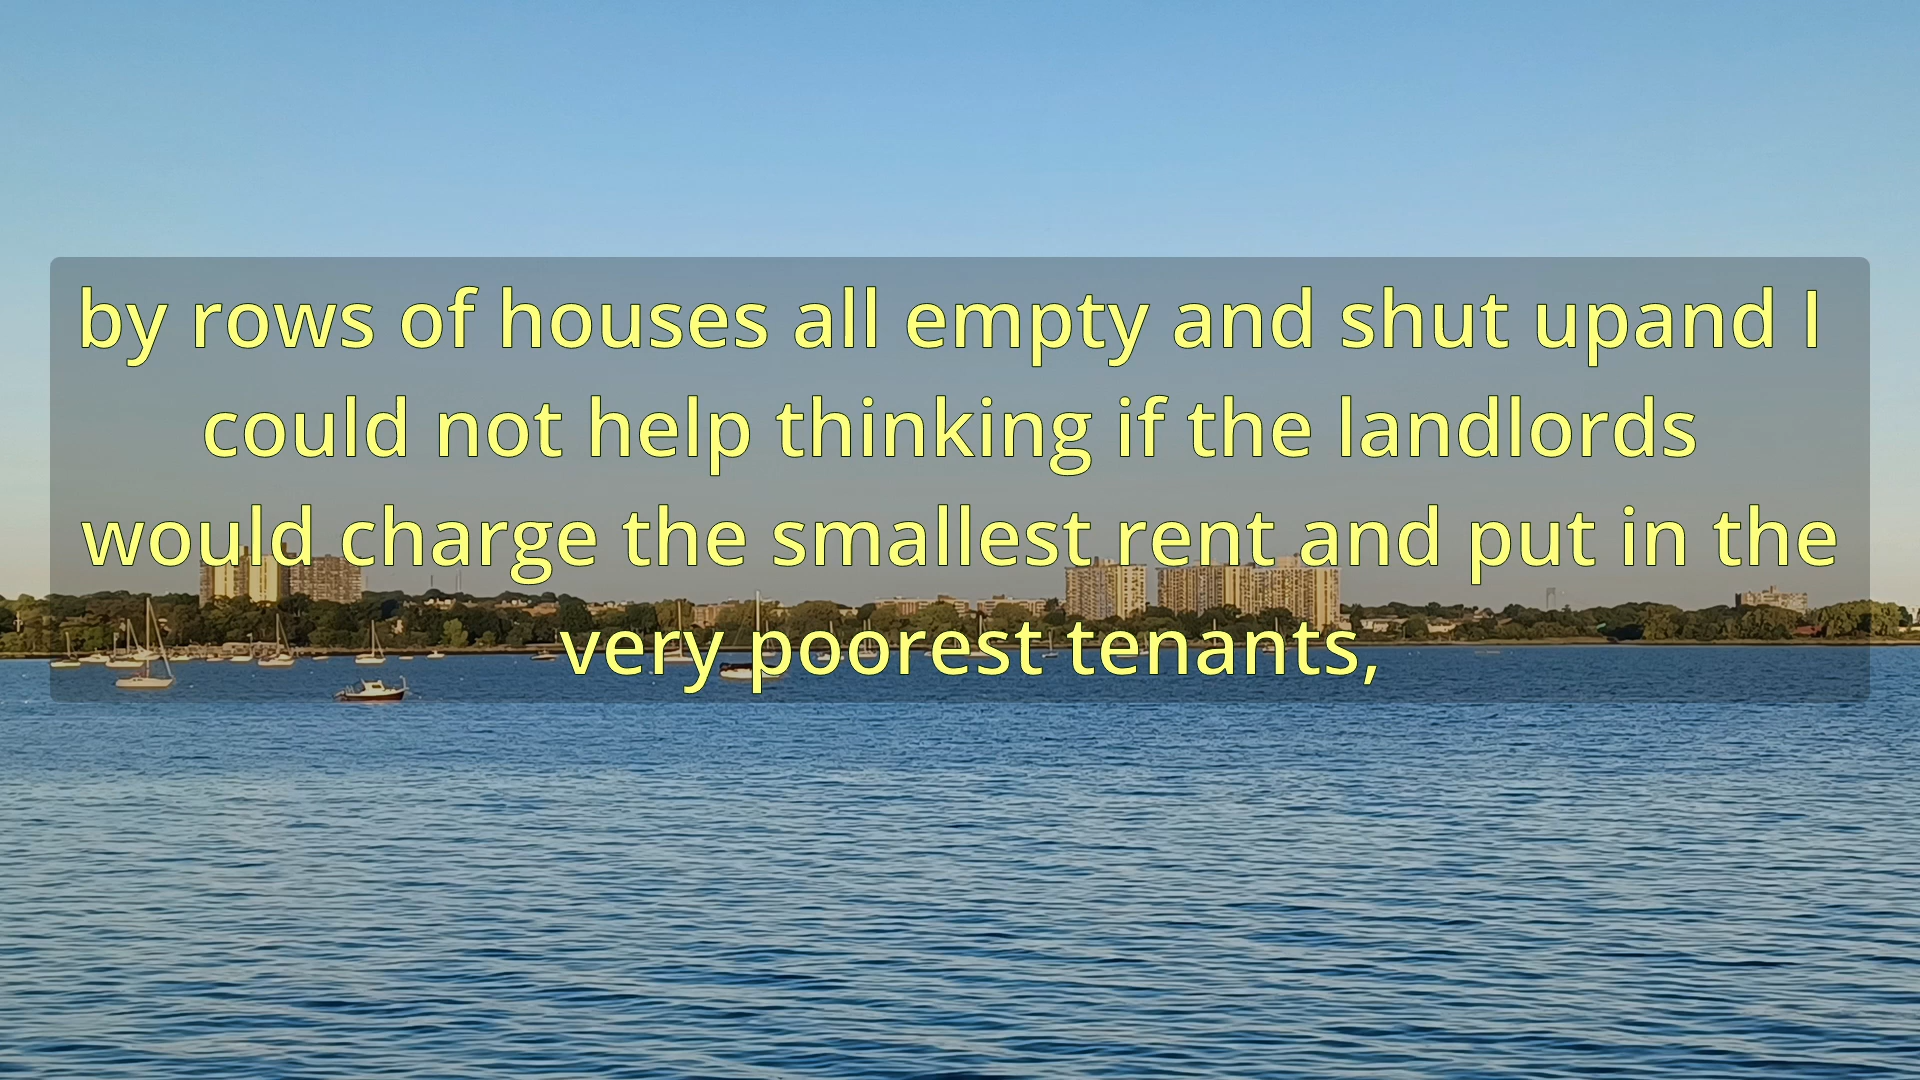 by rows of houses all empty and shut upand I
could not help thinking if the landlords
would charge the smallest rent and put in the
very poorest tenants,